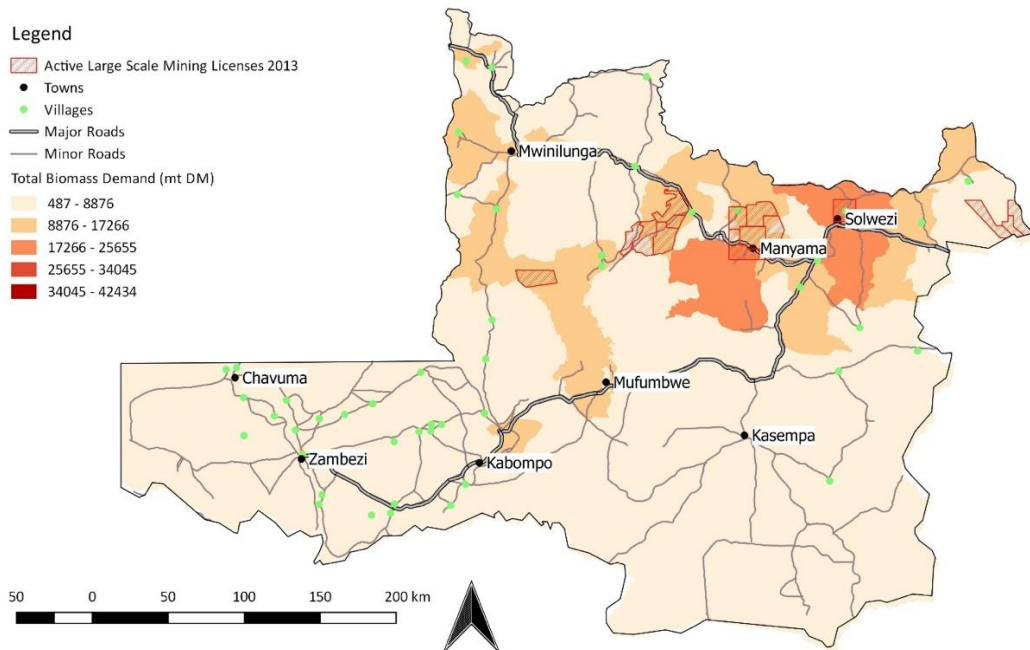 Legend
Active Large Scale Mining Licenses 2013
Towns
Villages
Major Roads
Minor Roads
Total Biomass Demand (mt DM)
487 - 8876
8876 - 17266
17266 - 25655
25655 - 34045
34045 - 42434
Mwinilunga
Solwezi
Manyama
Chavuma
Mufumbwe
Kasempa
Zambezi
Kabompo
50 0 50 100 150 200 km